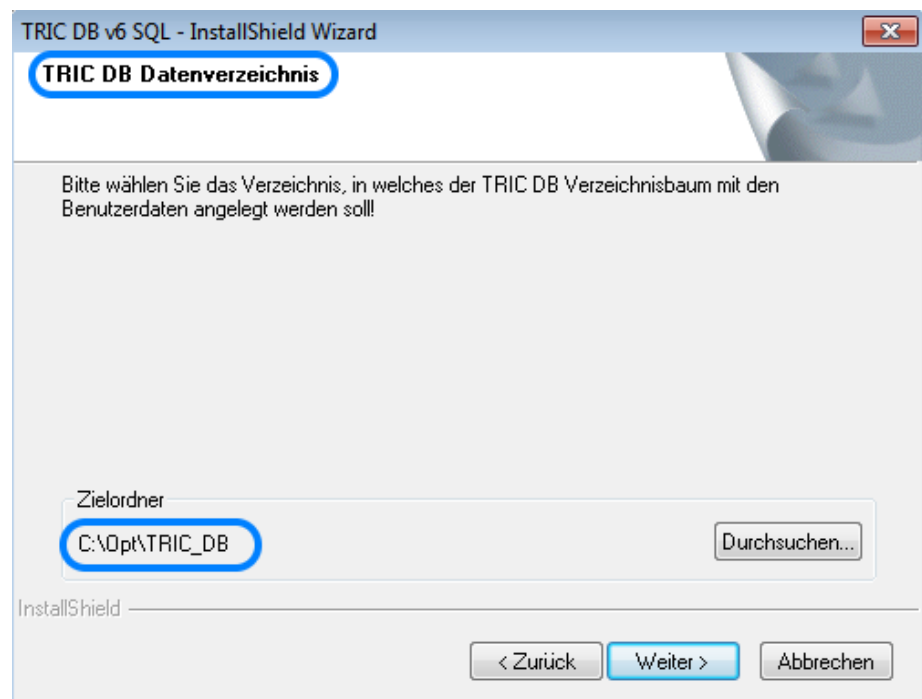 TRIC DB v6 SQL - InstallShield Wizard
TRIC DB Datenverzeichnis
Bitte wählen Sie das Verzeichnis, in welches der TRIC DB Verzeichnisbaum mit den
Benutzerdaten angelegt werden soll!
Zielordner
C:\Opt\TRIC_DB
Durchsuchen...
InstallShield
< Zurück
Weiter >
Abbrechen